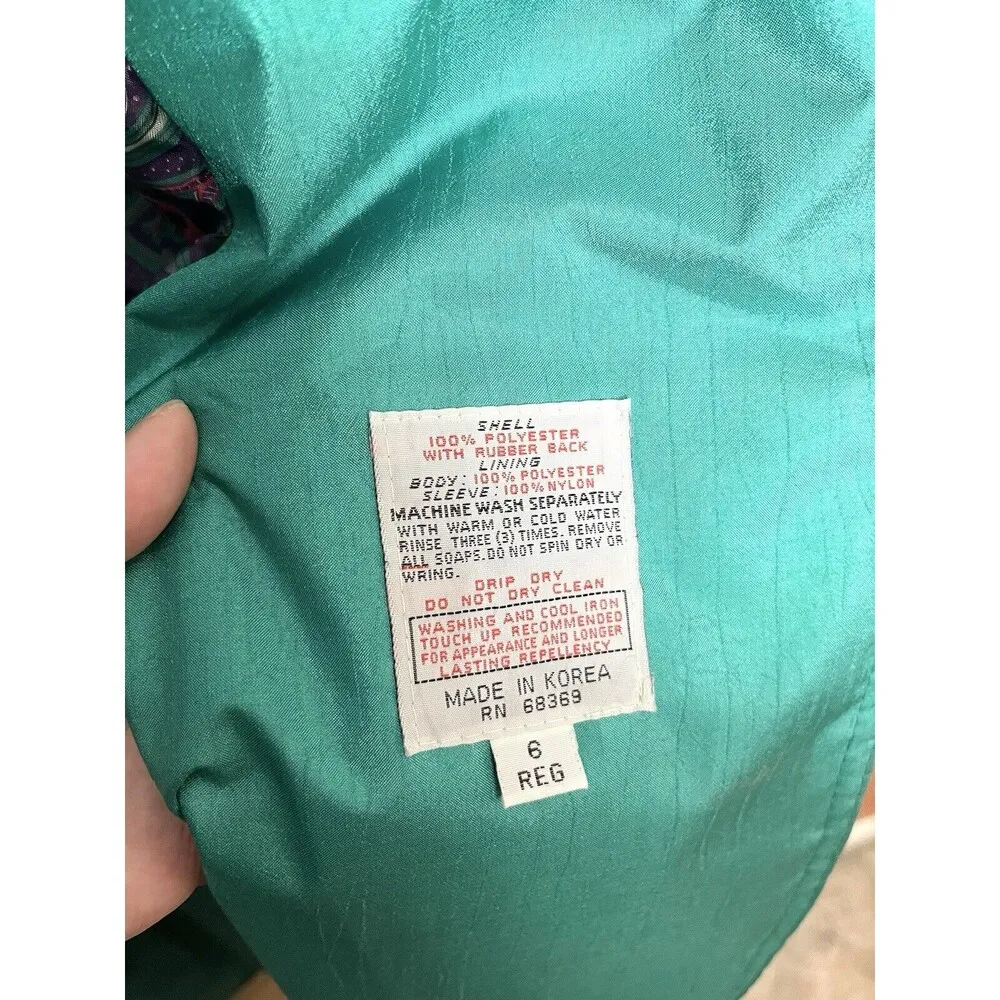 SHELL
100% POLYESTER
WITH RUBBER BACK
LINING
BODY: 100% POLYESTER
SLEEVE: 100% NYLON
MACHINE WASH SEPARATELY
WITH WARM OR COLD WATER
RINSE THREE (3) TIMES. REMOVE
ALL SOAPS. DO NOT SPIN DRY OR
WRING.
DRIP DRY
DO NOT DRY CLEAN
WASHING AND COOL IRON
TOUCH UP RECOMMENDED
FOR APPEARANCE AND LONGER
LASTING REPELLENCY
MADE IN KOREA
RN 68369
6
REG